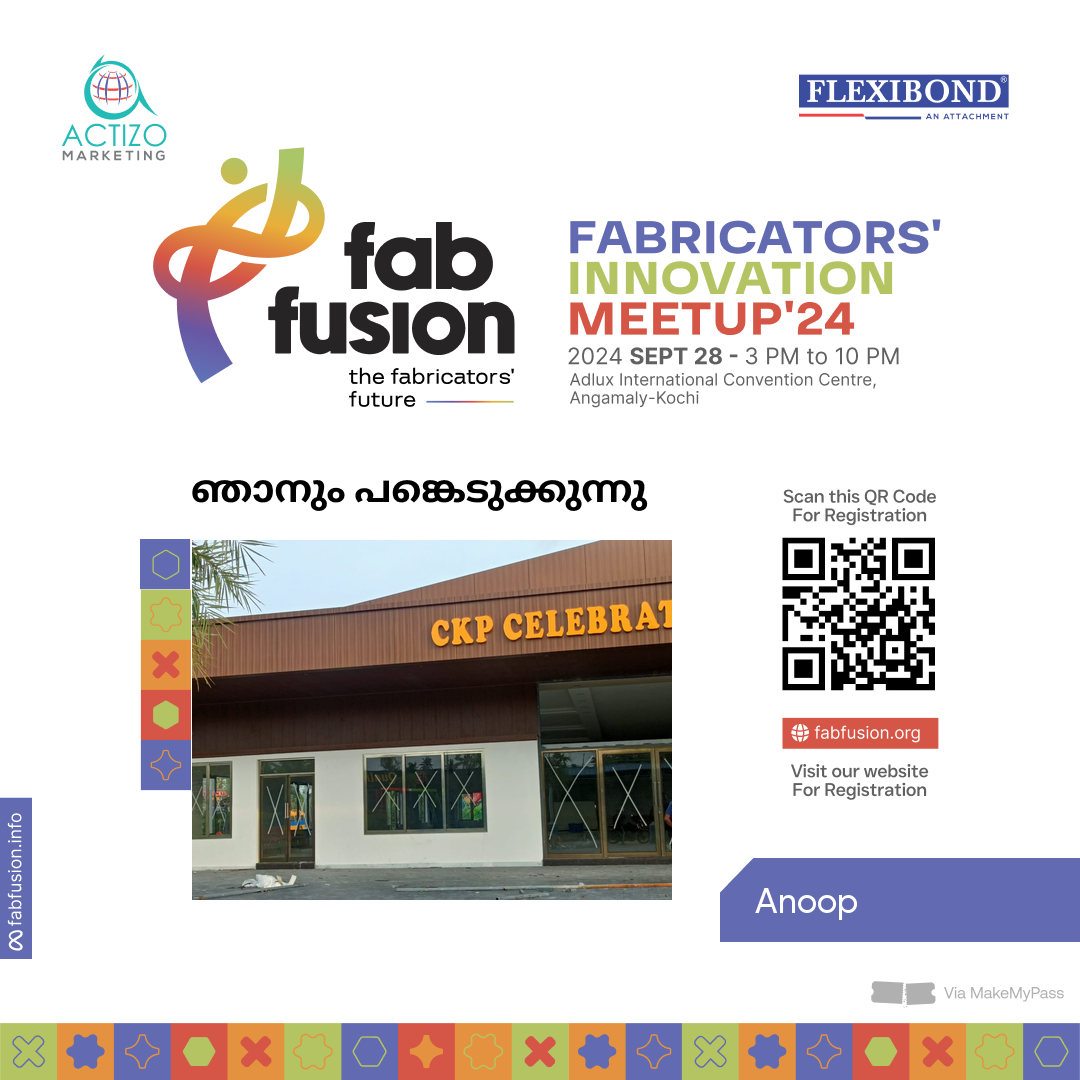 ACTIZO
MARKETING
FLEXIBOND®
AN ATTACHMENT
fab
fusion
the fabricators'
future
FABRICATORS'
INNOVATION
MEETUP'24
2024 SEPT 28 - 3 PM to 10 PM
Adlux International Convention Centre,
Angamaly-Kochi
ഞാനും പങ്കെടുക്കുന്നു
CKP CELEBRAT
Scan this QR Code
For Registration
fabfusion.org
Visit our website
For Registration
fabfusion.info
Anoop
Via MakeMyPass